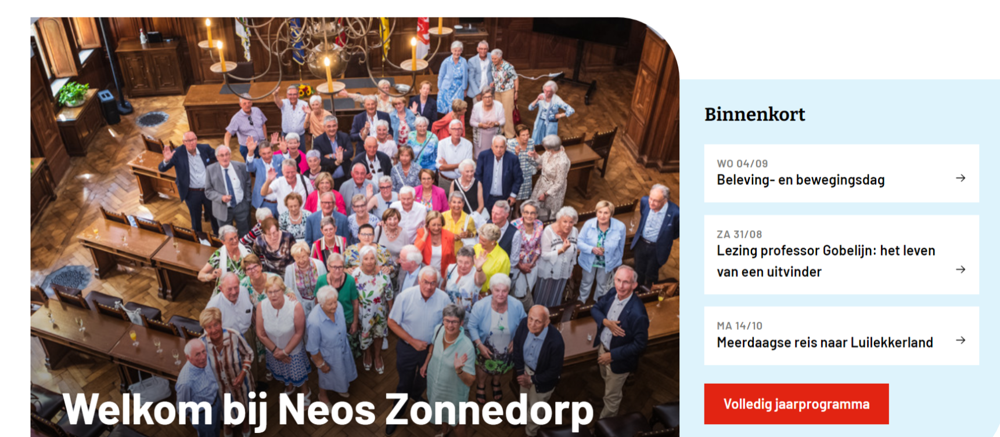 Welkom bij Neos Zonnedorp
Binnenkort
WO 04/09
Beleving- en bewegingsdag
ZA 31/08
Lezing professor Gobelijn: het leven
van een uitvinder
MA 14/10
Meerdaagse reis naar Luilekkerland
Volledig jaarprogramma